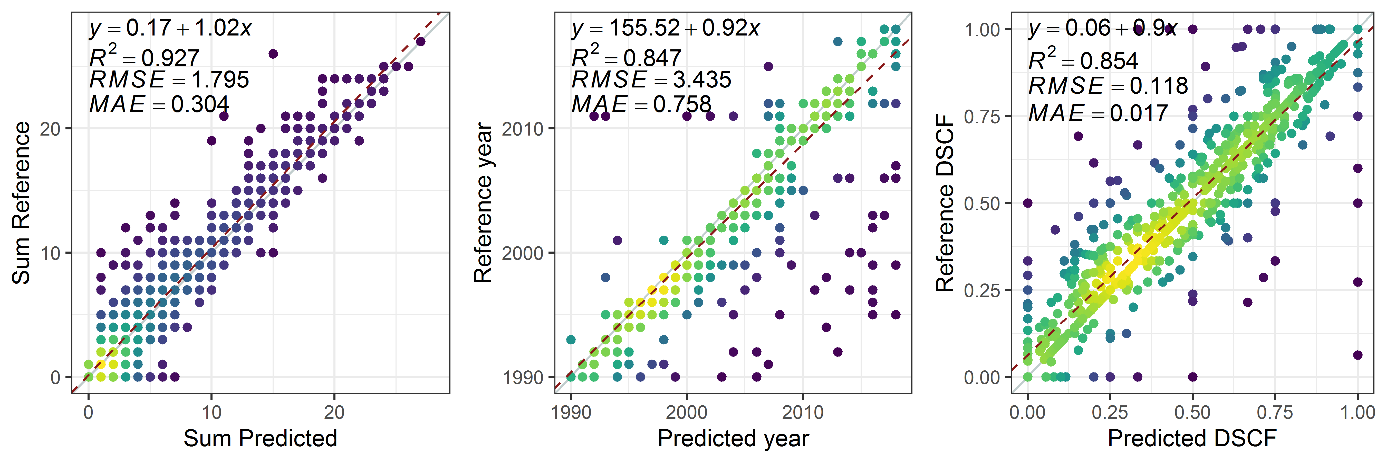 y = 0.17 + 1.02x
R² = 0.927
RMSE = 1.795
MAE = 0.304
20
10
0
Sum Reference
0 10 20
Sum Predicted
y = 155.52 + 0.92x
R² = 0.847
RMSE = 3.435
MAE = 0.758
2010
2000
1990
Reference year
1990 2000 2010
Predicted year
y = 0.06 + 0.9x
R² = 0.854
RMSE = 0.118
MAE = 0.017
1.00
0.75
0.50
0.25
0.00
Reference DSCF
0.00 0.25 0.50 0.75 1.00
Predicted DSCF